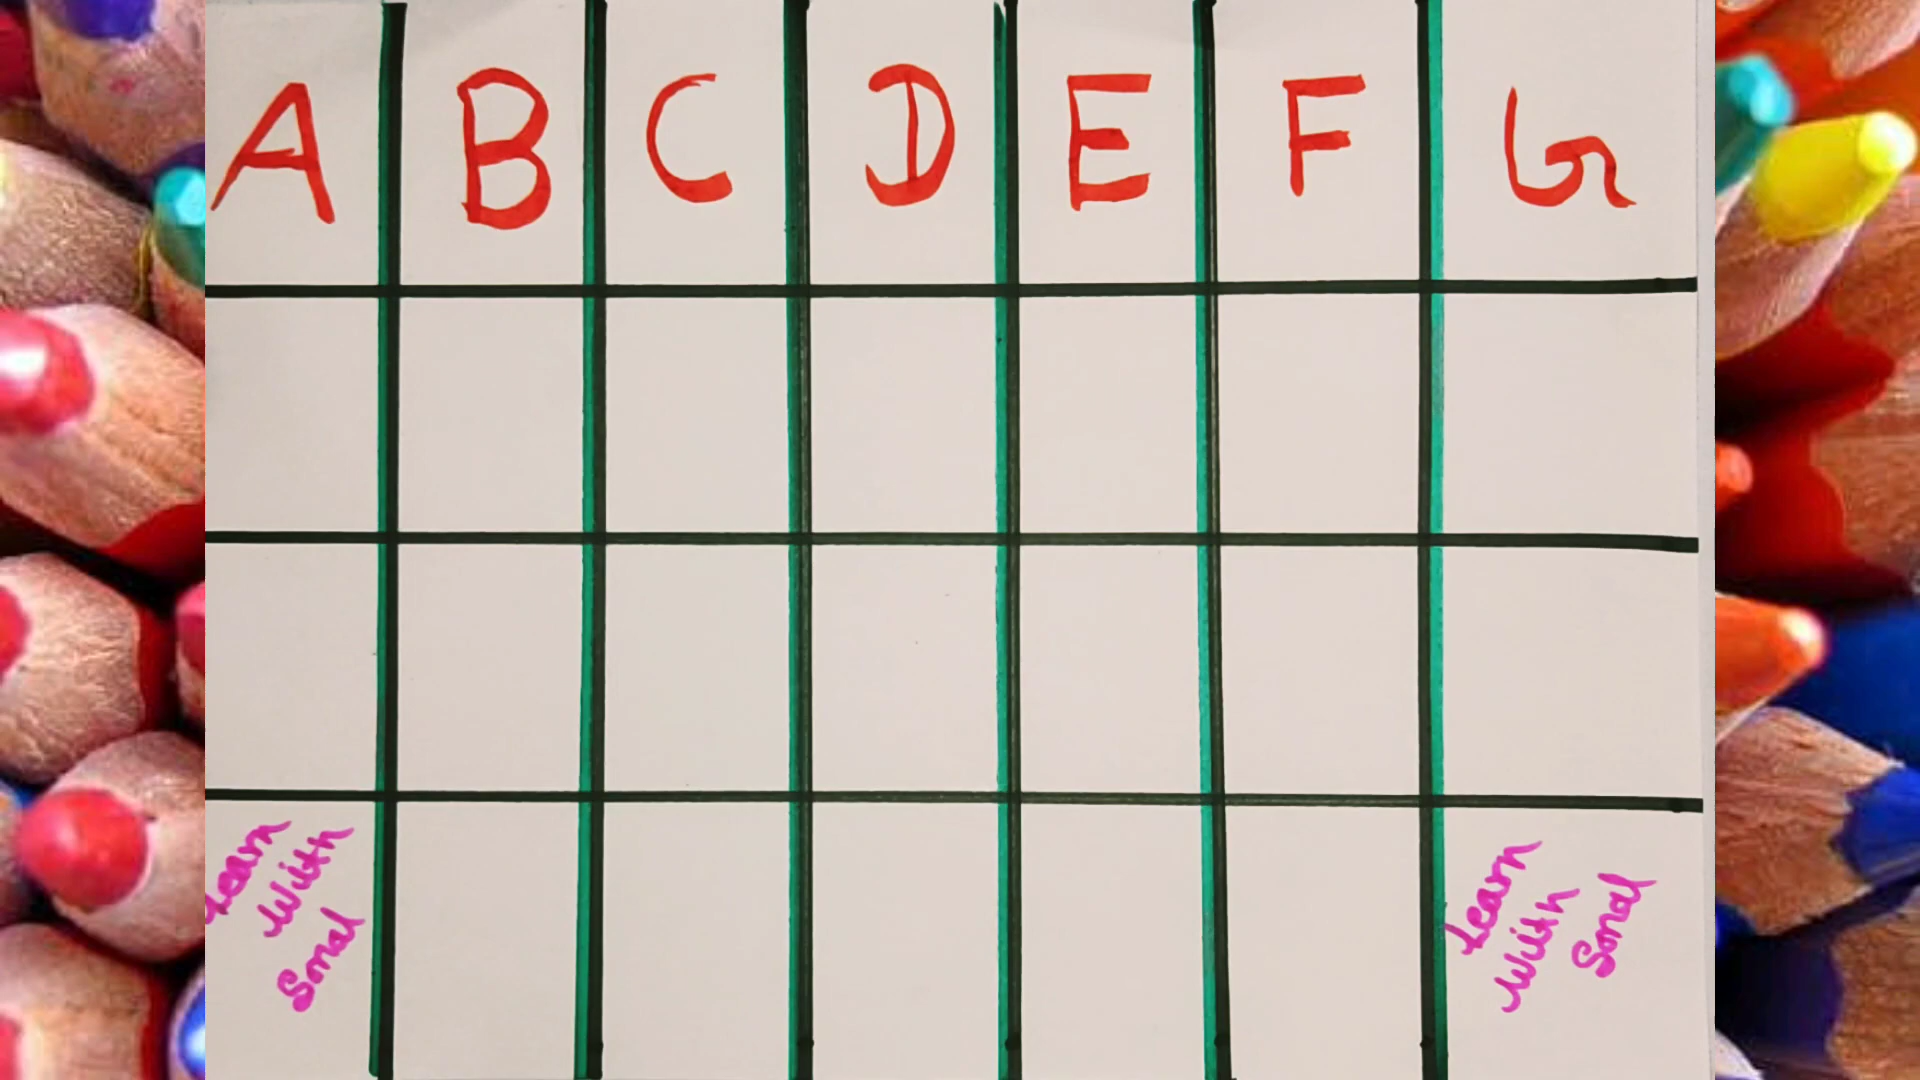 A B C D E F G
Learn
With
Sonal
Learn
With
Sonal